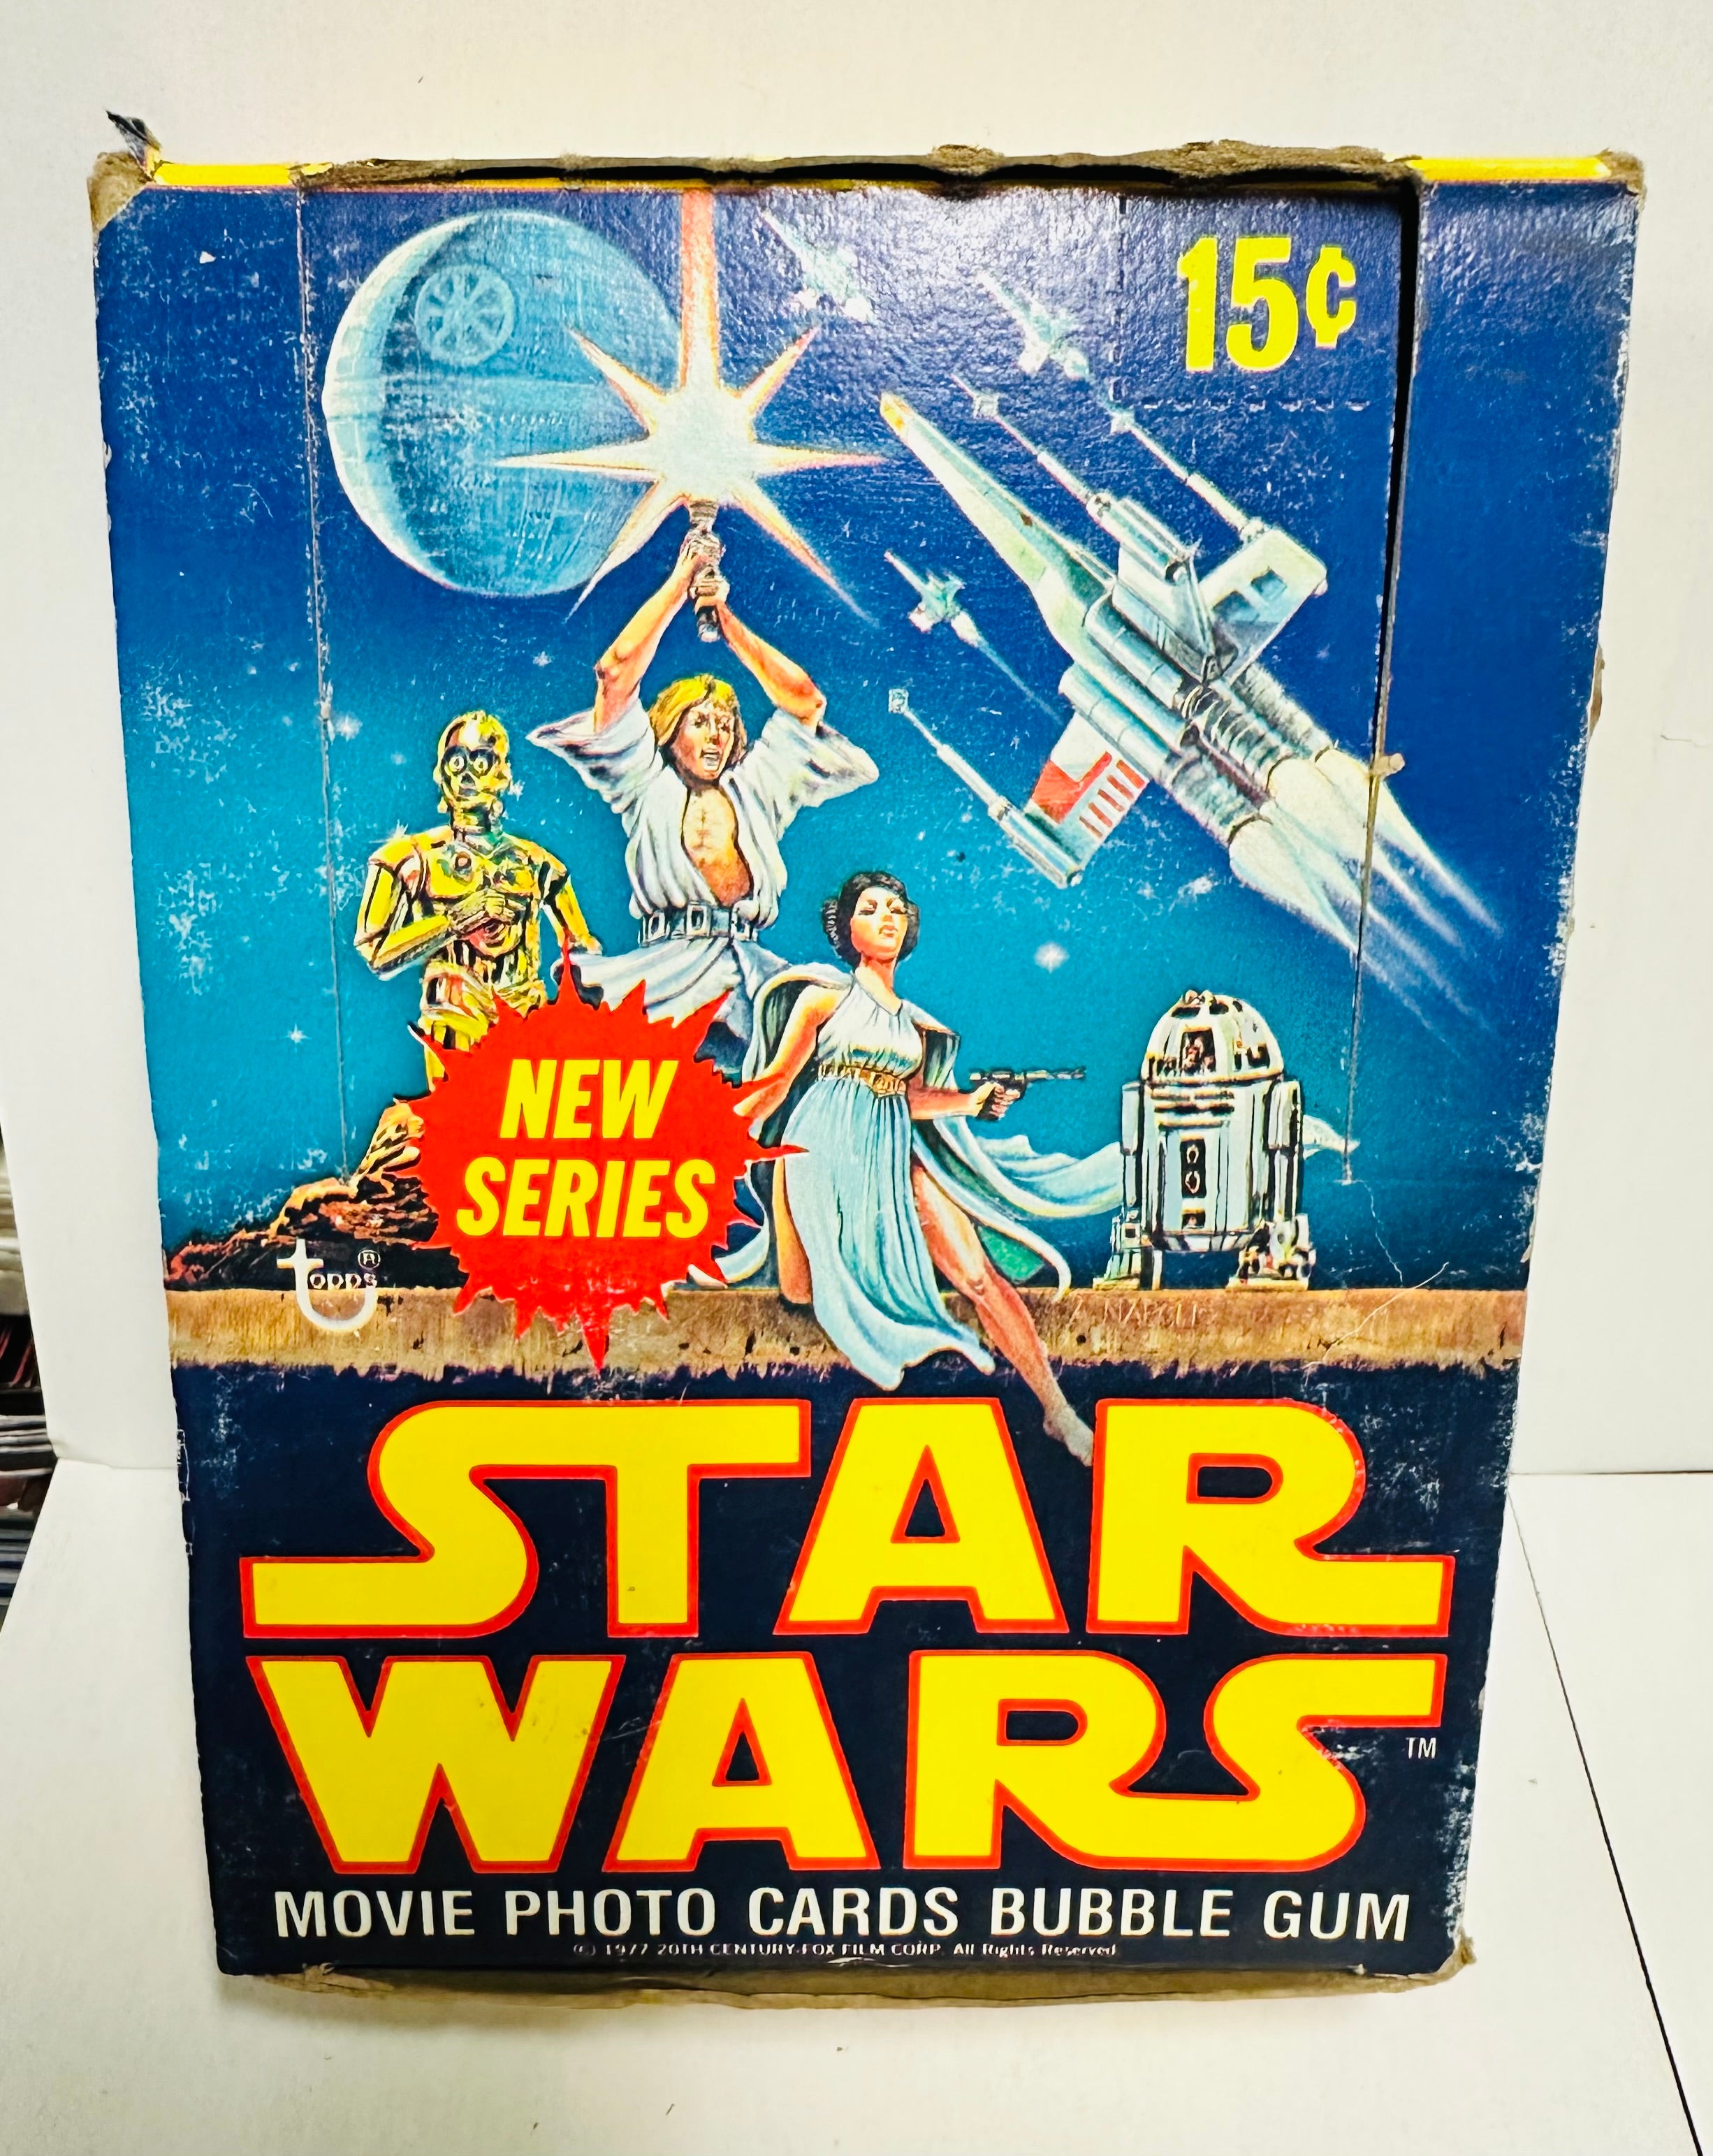 15¢
NEW
SERIES
topps®
STAR
WARS
TM
MOVIE PHOTO CARDS BUBBLE GUM
© 1977 20TH CENTURY-FOX FILM CORP. All Rights Reserved